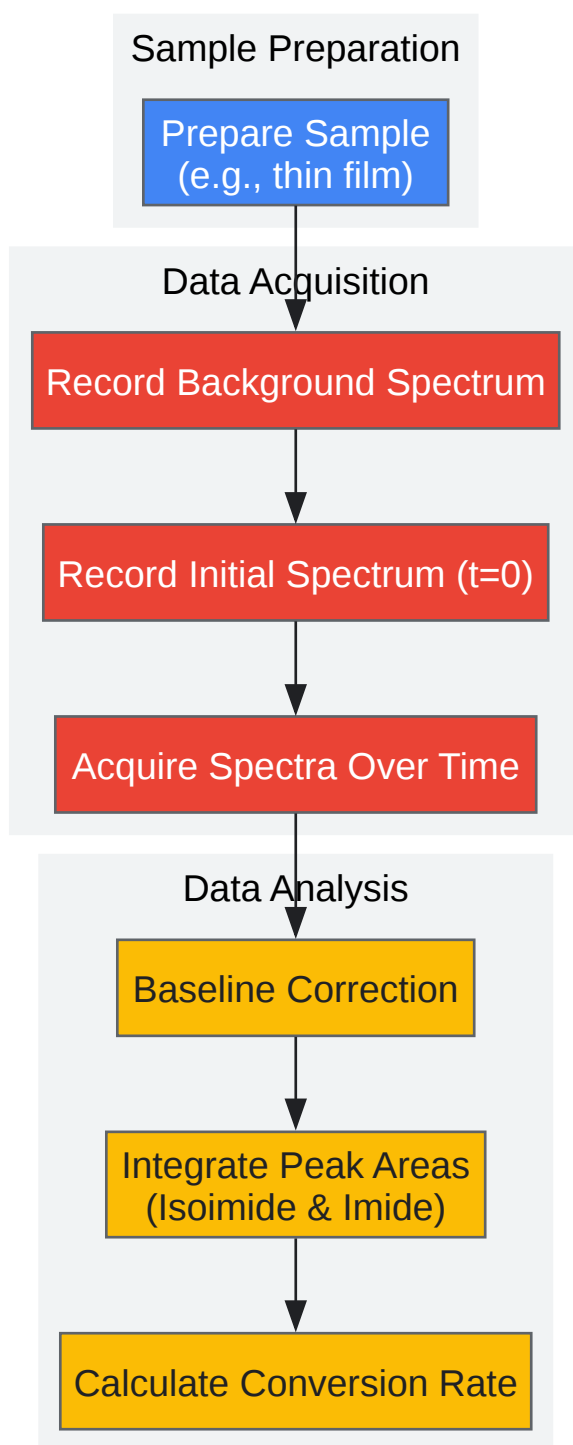 Sample Preparation
Prepare Sample
(e.g., thin film)
Data Acquisition
Record Background Spectrum
Record Initial Spectrum (t=0)
Acquire Spectra Over Time
Data Analysis
Baseline Correction
Integrate Peak Areas
(Isoimide & Imide)
Calculate Conversion Rate